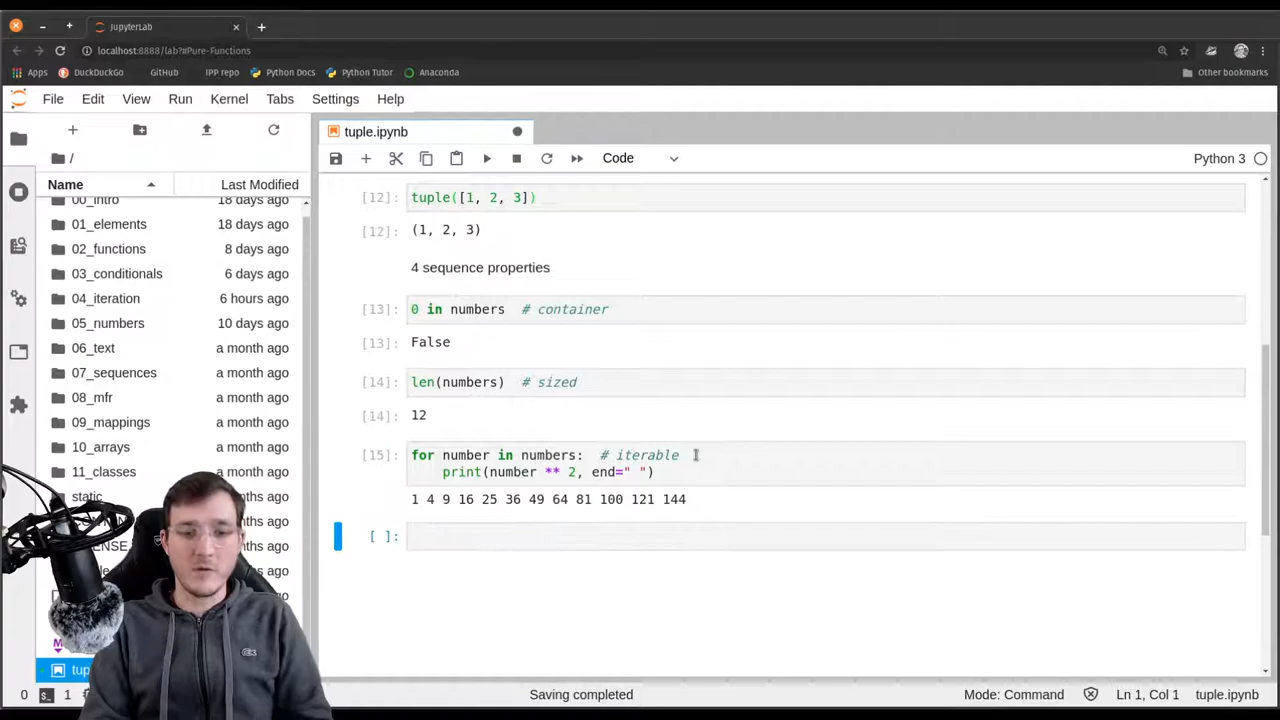 JupyterLab
localhost:8888/lab?#Pure-Functions
Apps DuckDuckGo GitHub IPP repo Python Docs Python Tutor Anaconda Other bookmarks
File Edit View Run Kernel Tabs Settings Help
tuple.ipynb
/
Code
Python 3
Name Last Modified
00_intro 18 days ago
01_elements 18 days ago
02_functions 8 days ago
03_conditionals 6 days ago
04_iteration 6 hours ago
05_numbers 10 days ago
06_text a month ago
07_sequences a month ago
08_mfr a month ago
09_mappings a month ago
10_arrays a month ago
11_classes a month ago
static
[12]: tuple([1, 2, 3])
[12]: (1, 2, 3)
4 sequence properties
[13]: 0 in numbers # container
[13]: False
[14]: len(numbers) # sized
[14]: 12
[15]: for number in numbers: # iterable
print(number ** 2, end=" ")
1 4 9 16 25 36 49 64 81 100 121 144
[ ]:
0 1 Saving completed Mode: Command Ln 1, Col 1 tuple.ipynb